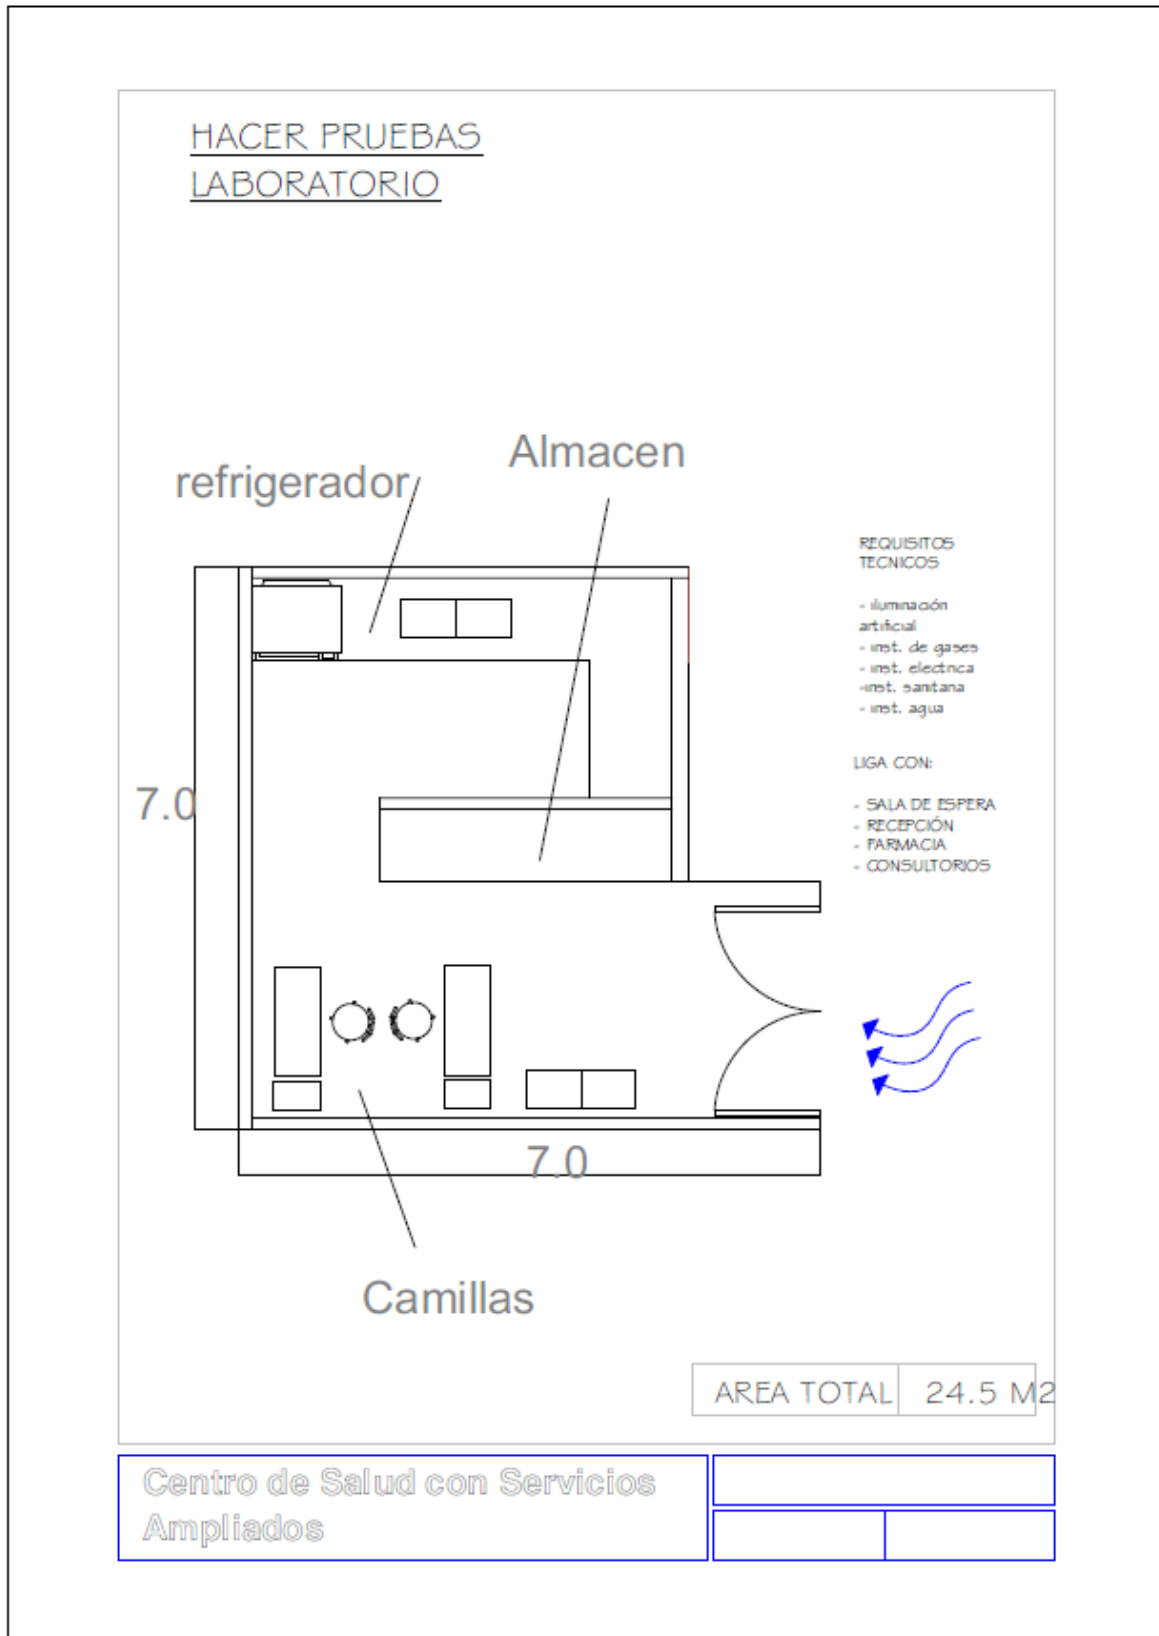 HACER PRUEBAS
LABORATORIO
Almacen
refrigerador
REQUISITOS
TECNICOS
- iluminación
artificial
- inst. de gases
- inst. electrica
-inst. sanitaria
- inst. agua
LIGA CON:
7.0
- SALA DE ESPERA
- RECEPCIÓN
- FARMACIA
- CONSULTORIOS
7.0
Camillas
AREA TOTAL 24.5 M2
Centro de Salud con Servicios
Ampliados